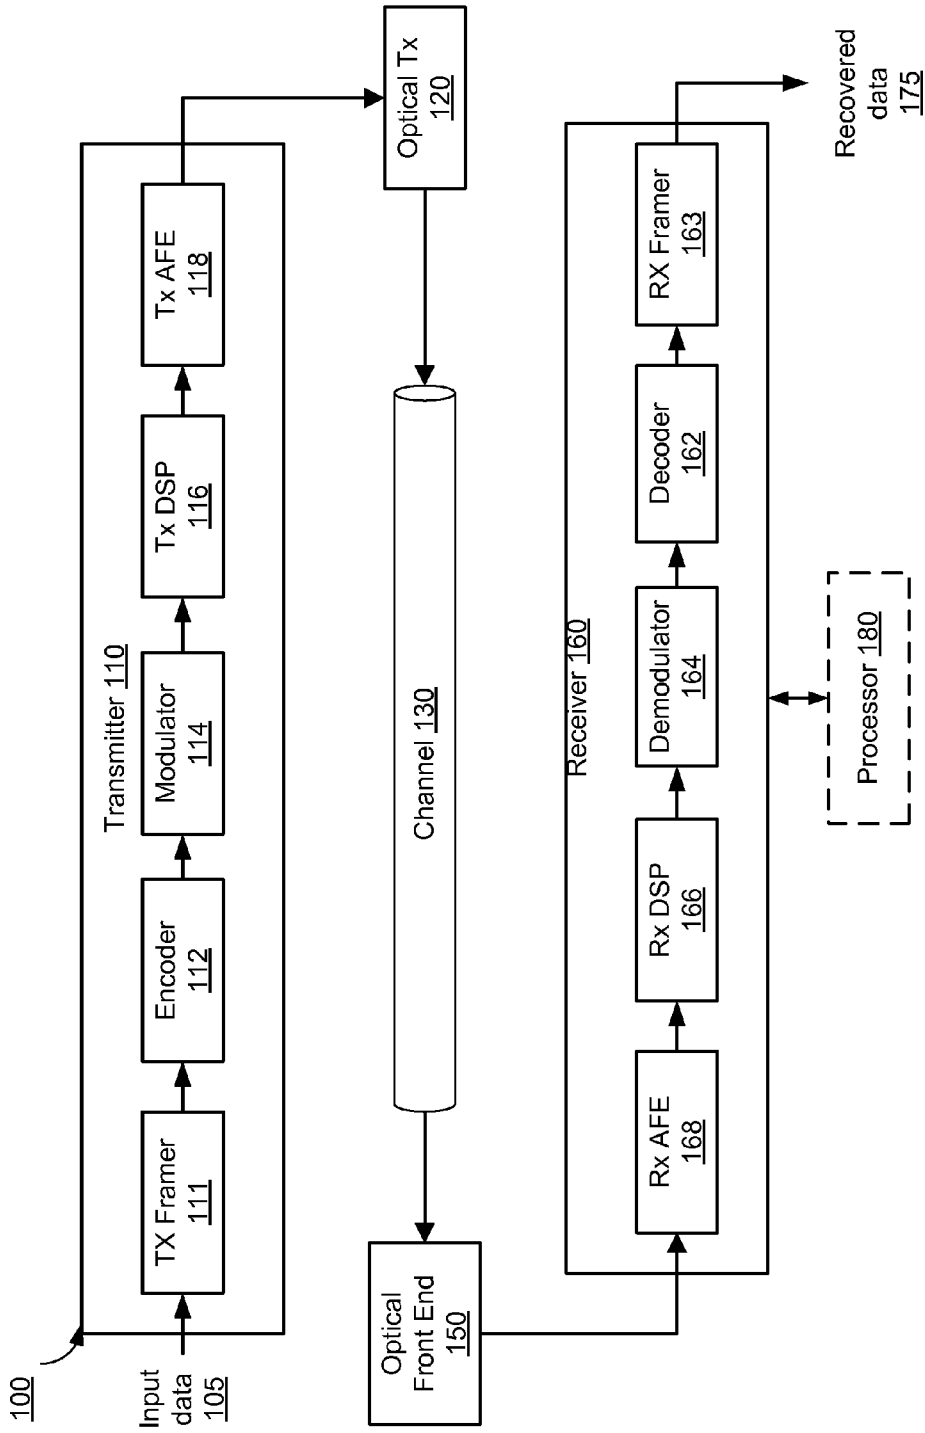 100
Input
data
105
Transmitter 110
TX Framer
111
Encoder
112
Modulator
114
Tx DSP
116
Tx AFE
118
Optical Tx
120
Channel 130
Optical
Front End
150
Receiver 160
Rx AFE
168
Rx DSP
166
Demodulator
164
Decoder
162
RX Framer
163
Recovered
data
175
Processor 180